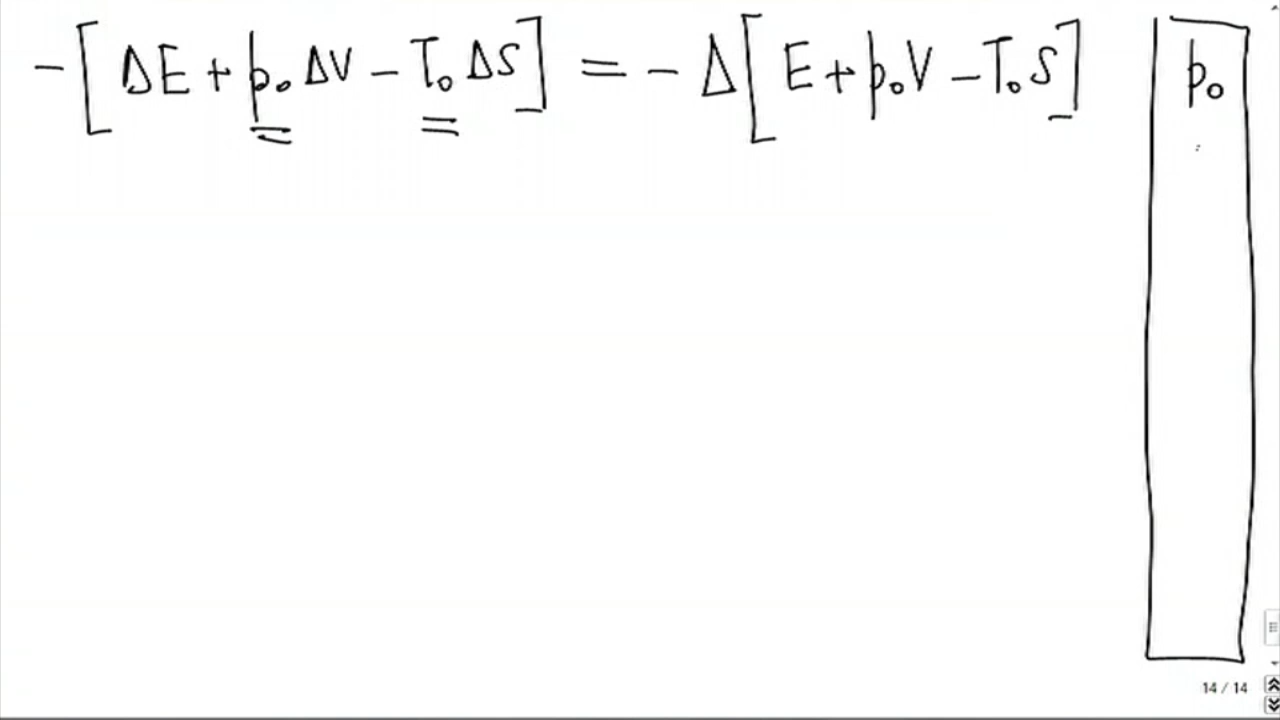 -[ΔE + p₀ΔV - T₀ΔS] = -Δ[E + p₀V - T₀S]
p₀
14 / 14